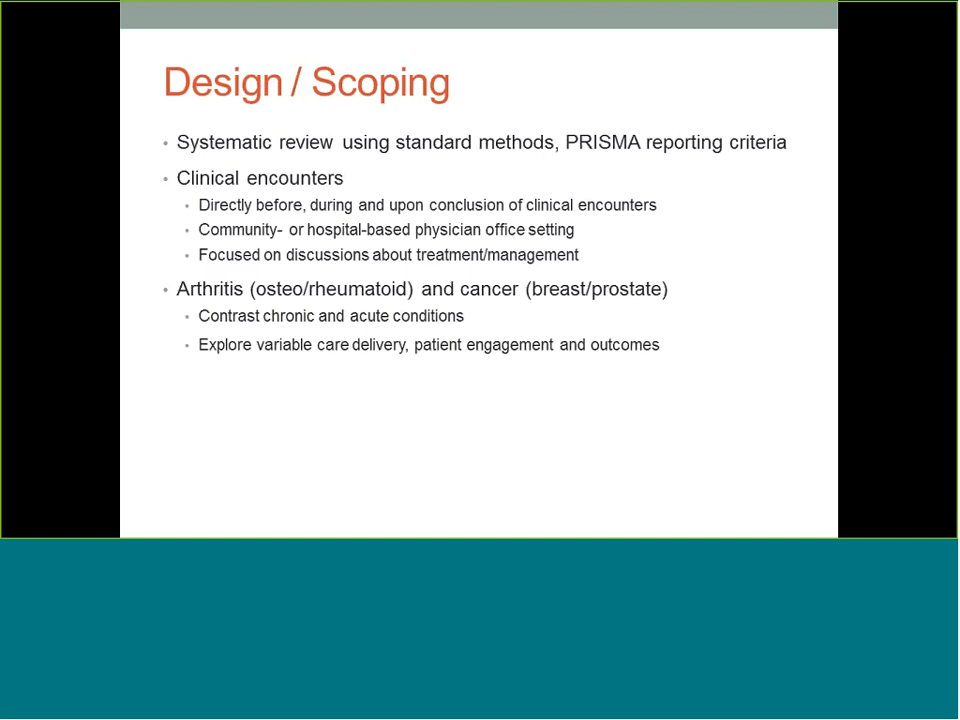 Design / Scoping
• Systematic review using standard methods, PRISMA reporting criteria
• Clinical encounters
• Directly before, during and upon conclusion of clinical encounters
• Community- or hospital-based physician office setting
• Focused on discussions about treatment/management
• Arthritis (osteo/rheumatoid) and cancer (breast/prostate)
• Contrast chronic and acute conditions
• Explore variable care delivery, patient engagement and outcomes